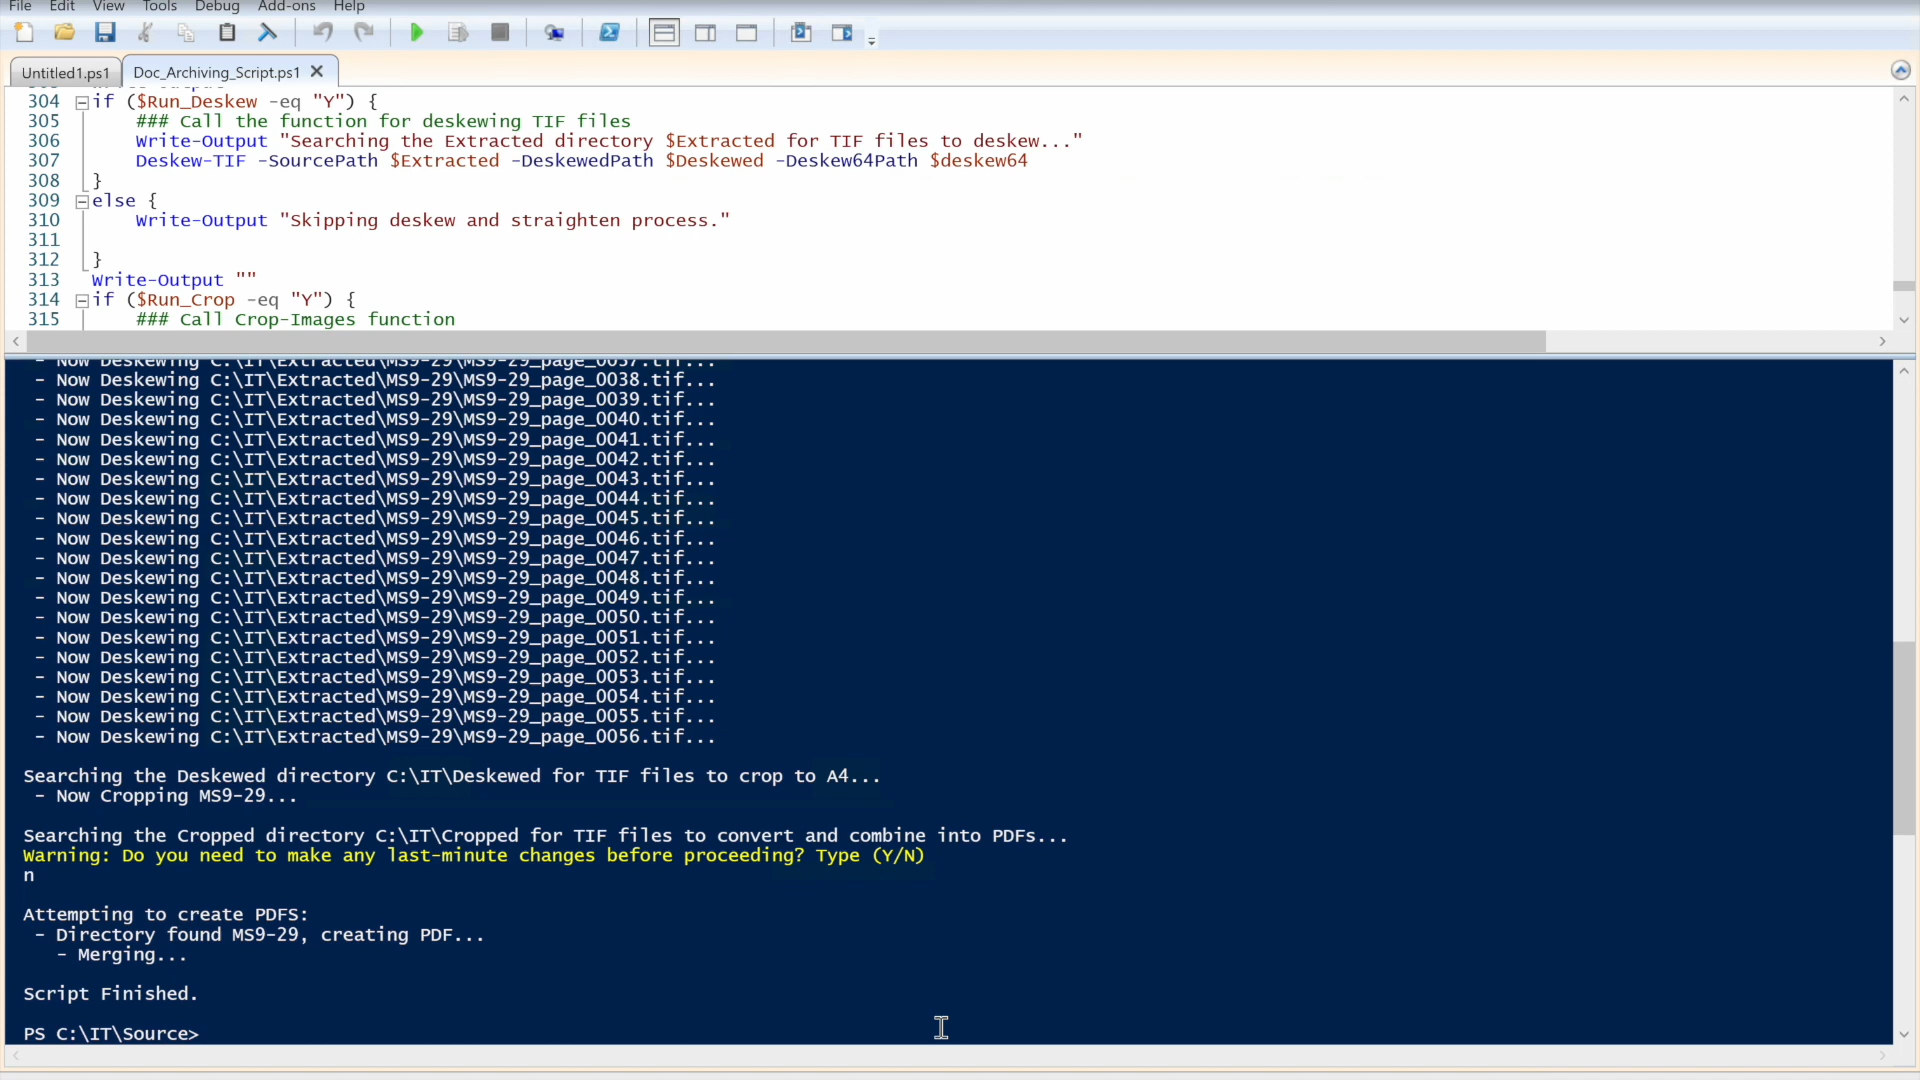 File Edit View Tools Debug Add-ons Help
Untitled1.ps1 Doc_Archiving_Script.ps1
304 if ($Run_Deskew -eq "Y") {
305 ### Call the function for deskewing TIF files
306 Write-Output "Searching the Extracted directory $Extracted for TIF files to deskew..."
307 Deskew-TIF -SourcePath $Extracted -DeskewedPath $Deskewed -Deskew64Path $deskew64
308 }
309 else {
310 Write-Output "Skipping deskew and straighten process."
311
312 }
313 Write-Output ""
314 if ($Run_Crop -eq "Y") {
315 ### Call Crop-Images function
- Now Deskewing C:\IT\Extracted\MS9-29\MS9-29_page_0037.tif...
- Now Deskewing C:\IT\Extracted\MS9-29\MS9-29_page_0038.tif...
- Now Deskewing C:\IT\Extracted\MS9-29\MS9-29_page_0039.tif...
- Now Deskewing C:\IT\Extracted\MS9-29\MS9-29_page_0040.tif...
- Now Deskewing C:\IT\Extracted\MS9-29\MS9-29_page_0041.tif...
- Now Deskewing C:\IT\Extracted\MS9-29\MS9-29_page_0042.tif...
- Now Deskewing C:\IT\Extracted\MS9-29\MS9-29_page_0043.tif...
- Now Deskewing C:\IT\Extracted\MS9-29\MS9-29_page_0044.tif...
- Now Deskewing C:\IT\Extracted\MS9-29\MS9-29_page_0045.tif...
- Now Deskewing C:\IT\Extracted\MS9-29\MS9-29_page_0046.tif...
- Now Deskewing C:\IT\Extracted\MS9-29\MS9-29_page_0047.tif...
- Now Deskewing C:\IT\Extracted\MS9-29\MS9-29_page_0048.tif...
- Now Deskewing C:\IT\Extracted\MS9-29\MS9-29_page_0049.tif...
- Now Deskewing C:\IT\Extracted\MS9-29\MS9-29_page_0050.tif...
- Now Deskewing C:\IT\Extracted\MS9-29\MS9-29_page_0051.tif...
- Now Deskewing C:\IT\Extracted\MS9-29\MS9-29_page_0052.tif...
- Now Deskewing C:\IT\Extracted\MS9-29\MS9-29_page_0053.tif...
- Now Deskewing C:\IT\Extracted\MS9-29\MS9-29_page_0054.tif...
- Now Deskewing C:\IT\Extracted\MS9-29\MS9-29_page_0055.tif...
- Now Deskewing C:\IT\Extracted\MS9-29\MS9-29_page_0056.tif...
Searching the Deskewed directory C:\IT\Deskewed for TIF files to crop to A4...
- Now Cropping MS9-29...
Searching the Cropped directory C:\IT\Cropped for TIF files to convert and combine into PDFs...
Warning: Do you need to make any last-minute changes before proceeding? Type (Y/N)
n
Attempting to create PDFS:
- Directory found MS9-29, creating PDF...
- Merging...
Script Finished.
PS C:\IT\Source>